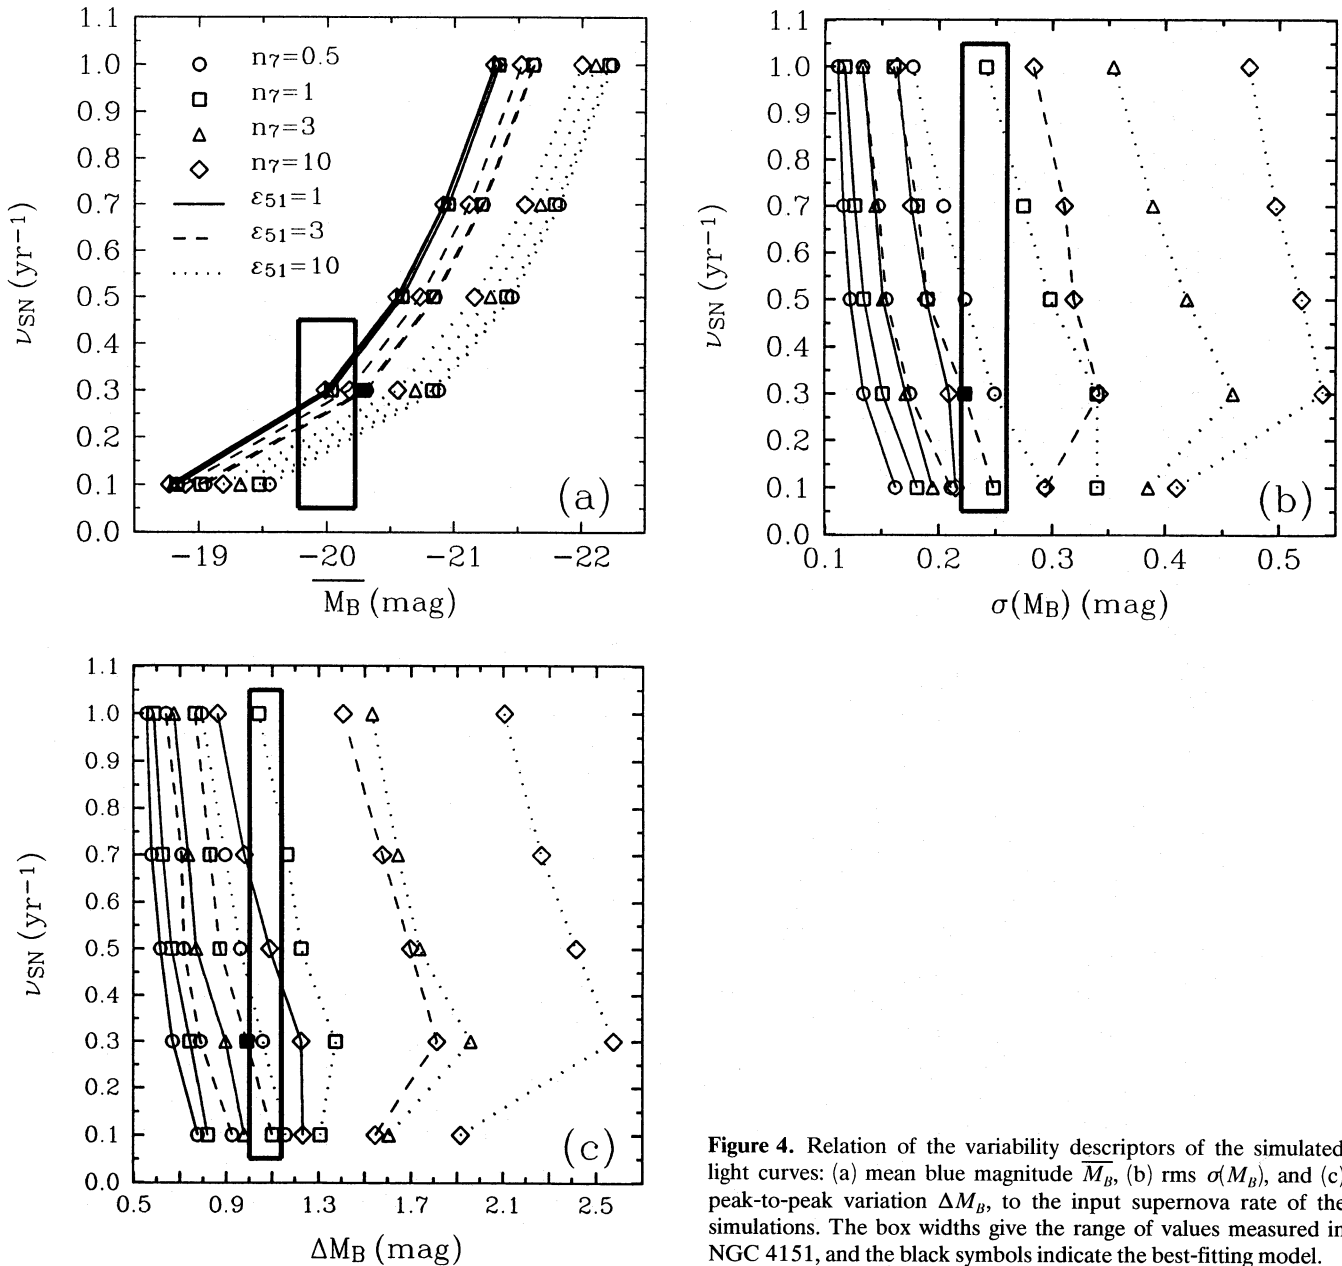 1.1
1.0
0.9
0.8
0.7
0.6
0.5
0.4
0.3
0.2
0.1
0.0
νSN (yr⁻¹)
n7=0.5
n7=1
n7=3
n7=10
ε51=1
ε51=3
ε51=10
(a)
-19 -20 -21 -22
M̅B̅ (mag)
1.1
1.0
0.9
0.8
0.7
0.6
0.5
0.4
0.3
0.2
0.1
0.0
νSN (yr⁻¹)
(b)
0.1 0.2 0.3 0.4 0.5
σ(MB) (mag)
1.1
1.0
0.9
0.8
0.7
0.6
0.5
0.4
0.3
0.2
0.1
0.0
νSN (yr⁻¹)
(c)
0.5 0.9 1.3 1.7 2.1 2.5
ΔMB (mag)
Figure 4. Relation of the variability descriptors of the simulated
light curves: (a) mean blue magnitude M̅B̅, (b) rms σ(MB), and (c)
peak-to-peak variation ΔMB, to the input supernova rate of the
simulations. The box widths give the range of values measured in
NGC 4151, and the black symbols indicate the best-fitting model.